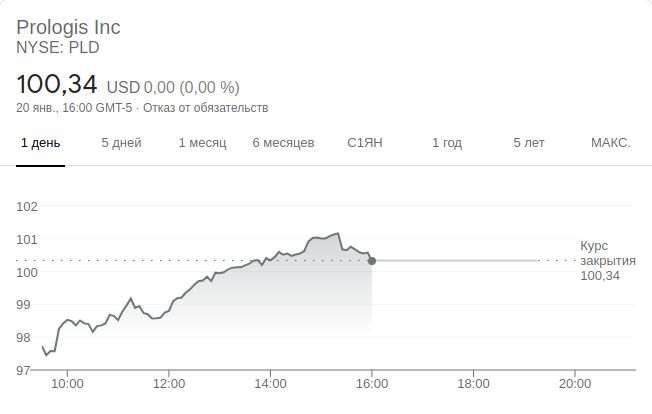 Prologis Inc
NYSE: PLD
100,34 USD 0,00 (0,00 %)
20 янв., 16:00 GMT-5 · Отказ от обязательств
1 день 5 дней 1 месяц 6 месяцев С1ЯН 1 год 5 лет МАКС.
102
101
100
99
98
97
Курс
закрытия
100,34
10:00 12:00 14:00 16:00 18:00 20:00